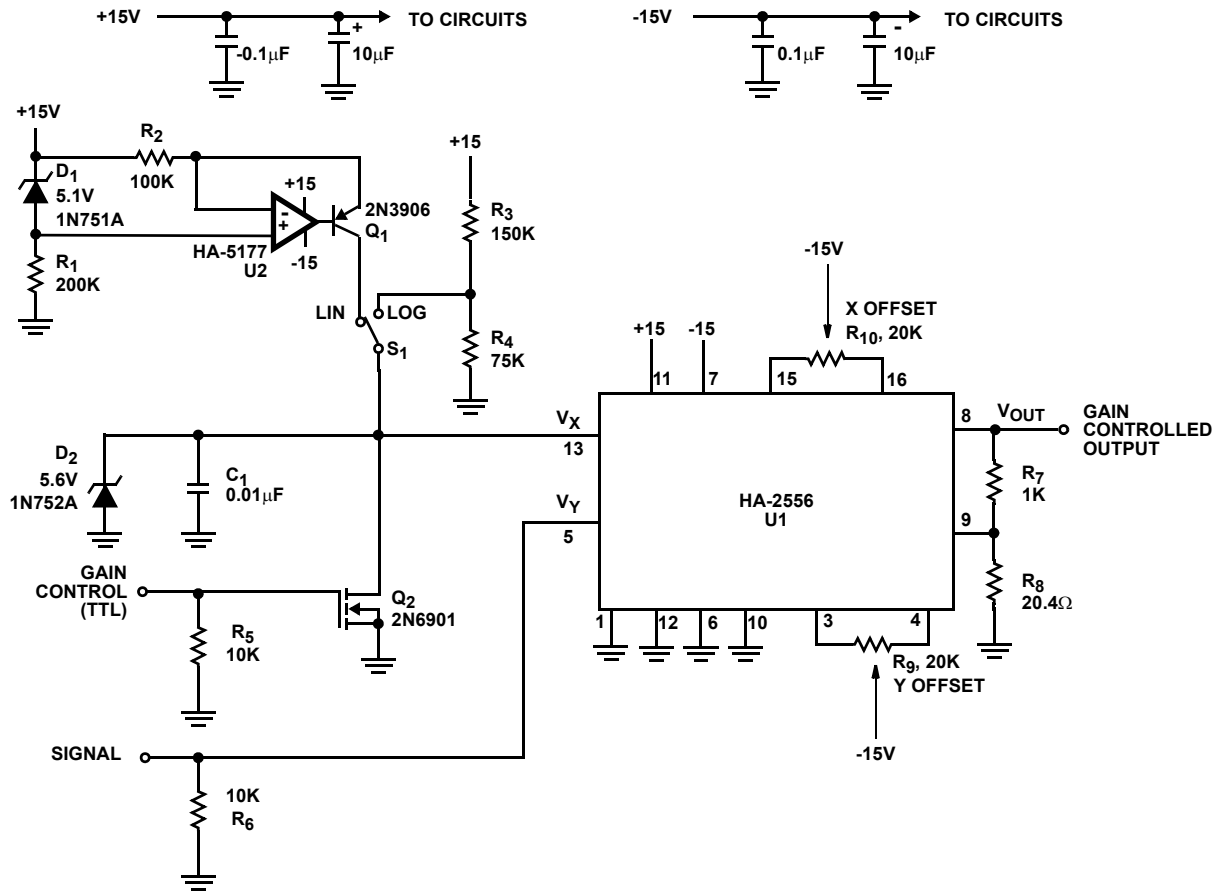 +15V
TO CIRCUITS
-0.1μF
+
10μF
-15V
TO CIRCUITS
0.1μF
-
10μF
+15V
R2
100K
D1
5.1V
1N751A
R1
200K
-
+
+15
-15
HA-5177
U2
2N3906
Q1
+15
R3
150K
LIN
LOG
S1
R4
75K
-15V
X OFFSET
R10, 20K
+15
-15
11
7
15
16
VX
13
VY
5
HA-2556
U1
8
VOUT
GAIN
CONTROLLED
OUTPUT
R7
1K
9
R8
20.4Ω
D2
5.6V
1N752A
C1
0.01μF
GAIN
CONTROL
(TTL)
Q2
2N6901
R5
10K
1
12
6
10
3
4
R9, 20K
Y OFFSET
-15V
SIGNAL
10K
R6